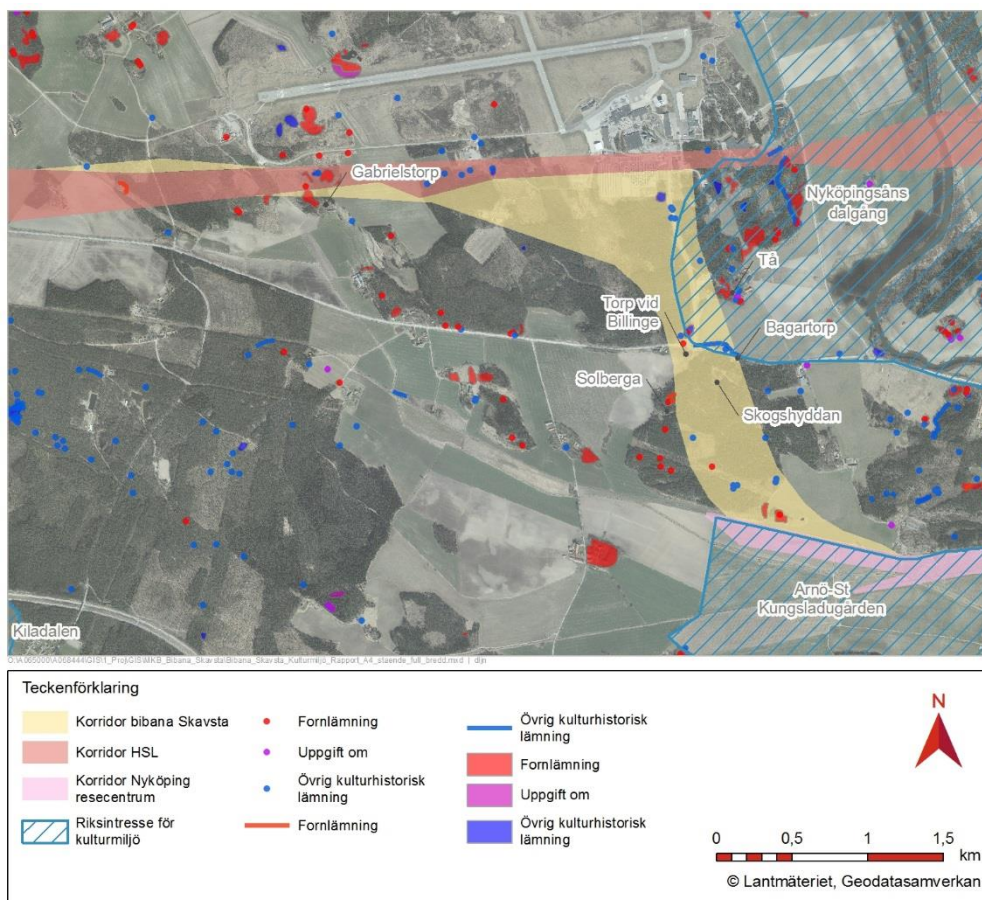 Gabrielstorp
Nyköpingsåns
dalgång
Tå
Torp vid
Billinge
Bagartorp
Solberga
Skogshyddan
Arnö-St
Kungsladugården
Kiladalen
Teckenförklaring
Korridor bibana Skavsta
Korridor HSL
Korridor Nyköping
resecentrum
Riksintresse för
kulturmiljö
Fornlämning
Uppgift om
Övrig kulturhistorisk
lämning
Fornlämning
Övrig kulturhistorisk
lämning
Fornlämning
Uppgift om
Övrig kulturhistorisk
lämning
N
0 0,5 1 1,5
km
© Lantmäteriet, Geodatasamverkan